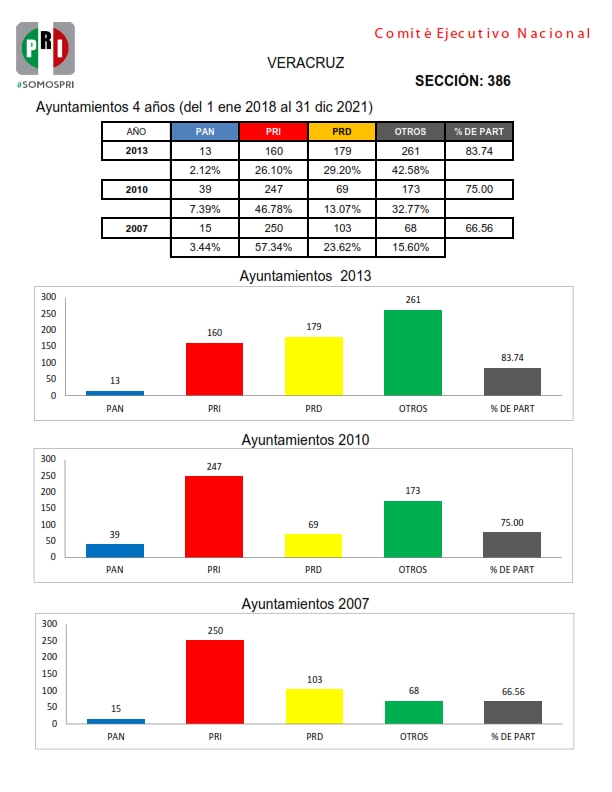 Comité Ejecutivo Nacional
PRI
#SOMOSPRI
VERACRUZ
SECCIÓN: 386
Ayuntamientos 4 años (del 1 ene 2018 al 31 dic 2021)
AÑO PAN PRI PRD OTROS % DE PART
2013 13 160 179 261 83.74
2.12% 26.10% 29.20% 42.58%
2010 39 247 69 173 75.00
7.39% 46.78% 13.07% 32.77%
2007 15 250 103 68 66.56
3.44% 57.34% 23.62% 15.60%
Ayuntamientos 2013
300
250
200
150
100
50
0
13 160 179 261 83.74
PAN PRI PRD OTROS % DE PART
Ayuntamientos 2010
300
250
200
150
100
50
0
39 247 69 173 75.00
PAN PRI PRD OTROS % DE PART
Ayuntamientos 2007
300
250
200
150
100
50
0
15 250 103 68 66.56
PAN PRI PRD OTROS % DE PART